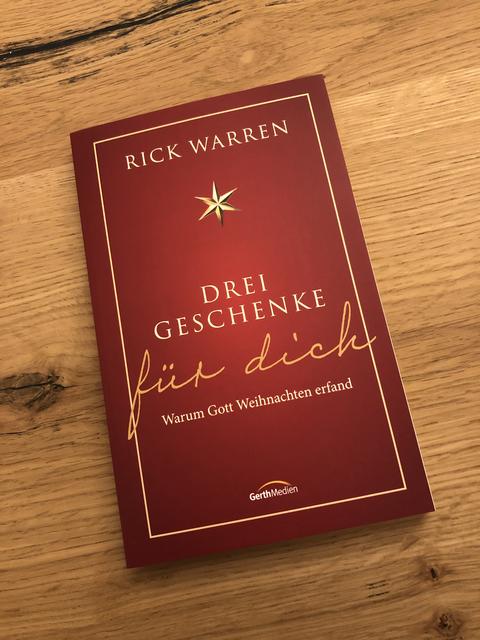 RICK WARREN
DREI
GESCHENKE
für dich
Warum Gott Weihnachten erfand
GerthMedien